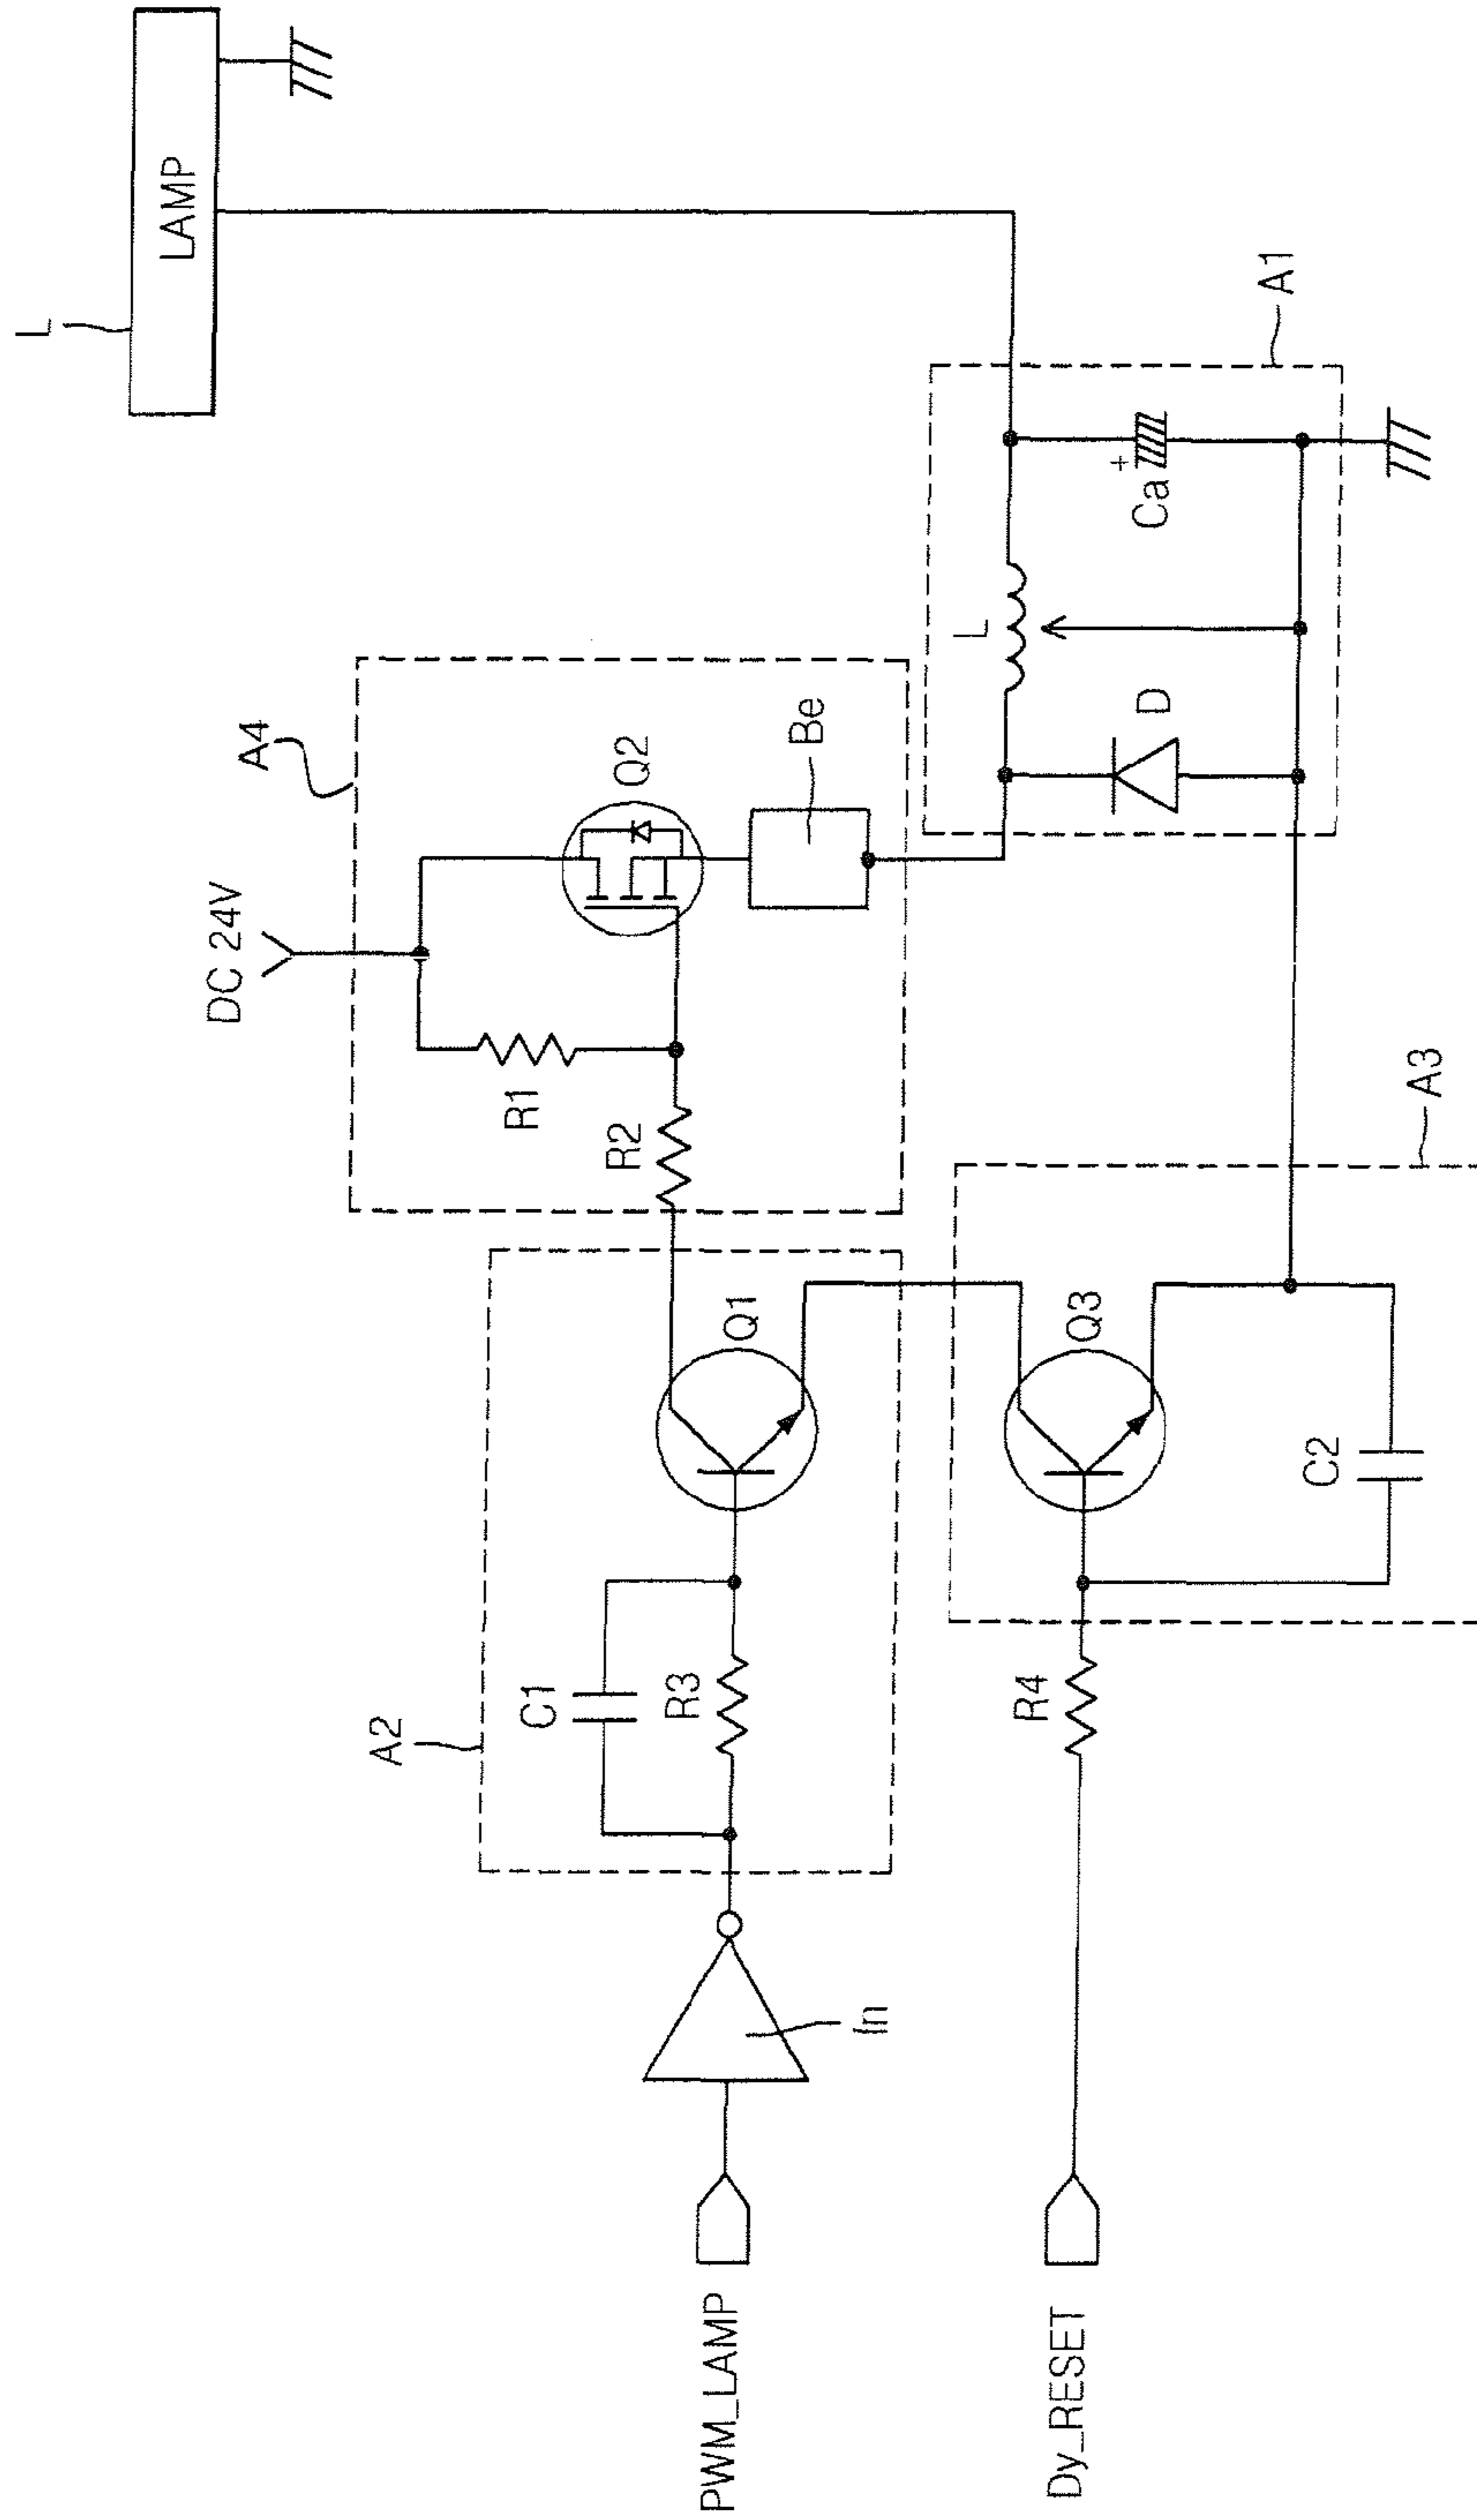 PWM_LAMP
Dy_RESET
In
A2
C1
R3
Q1
R4
Q3
C2
A3
R2
R1
DC 24V
A4
Q2
Be
D
L
Ca
+
A1
L
LAMP